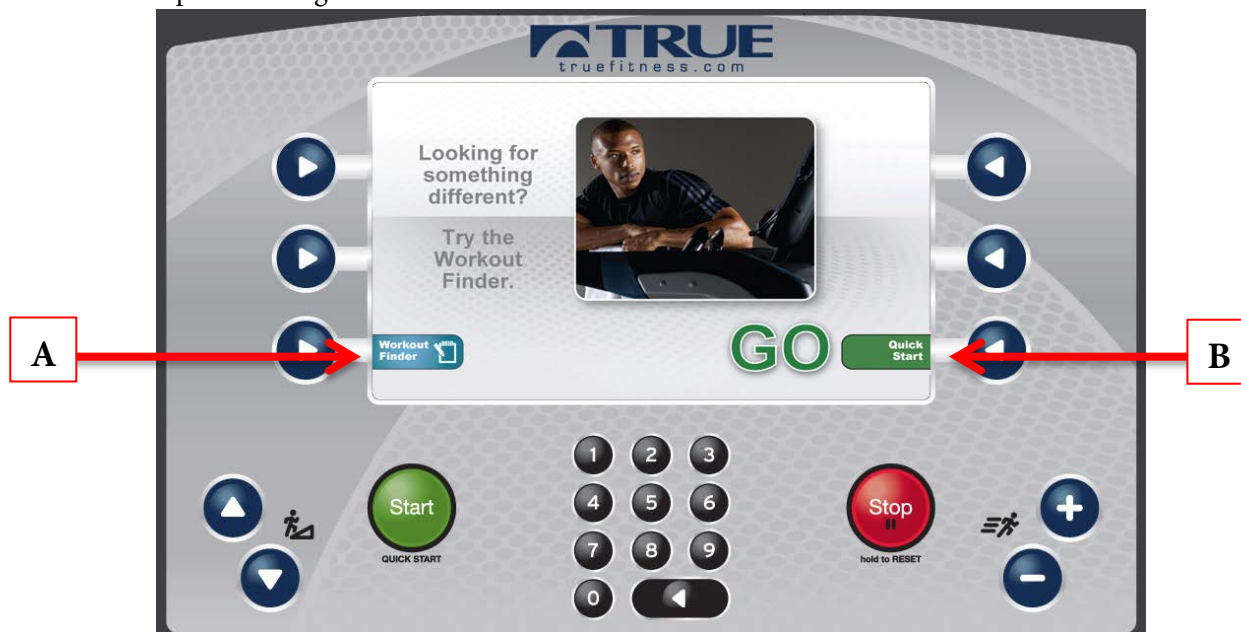 TRUE
truefitness.com
Looking for
something
different?
Try the
Workout
Finder.
A
Workout
Finder
GO
Quick
Start
B
Start
QUICK START
1 2 3
4 5 6
7 8 9
0
Stop
hold to RESET